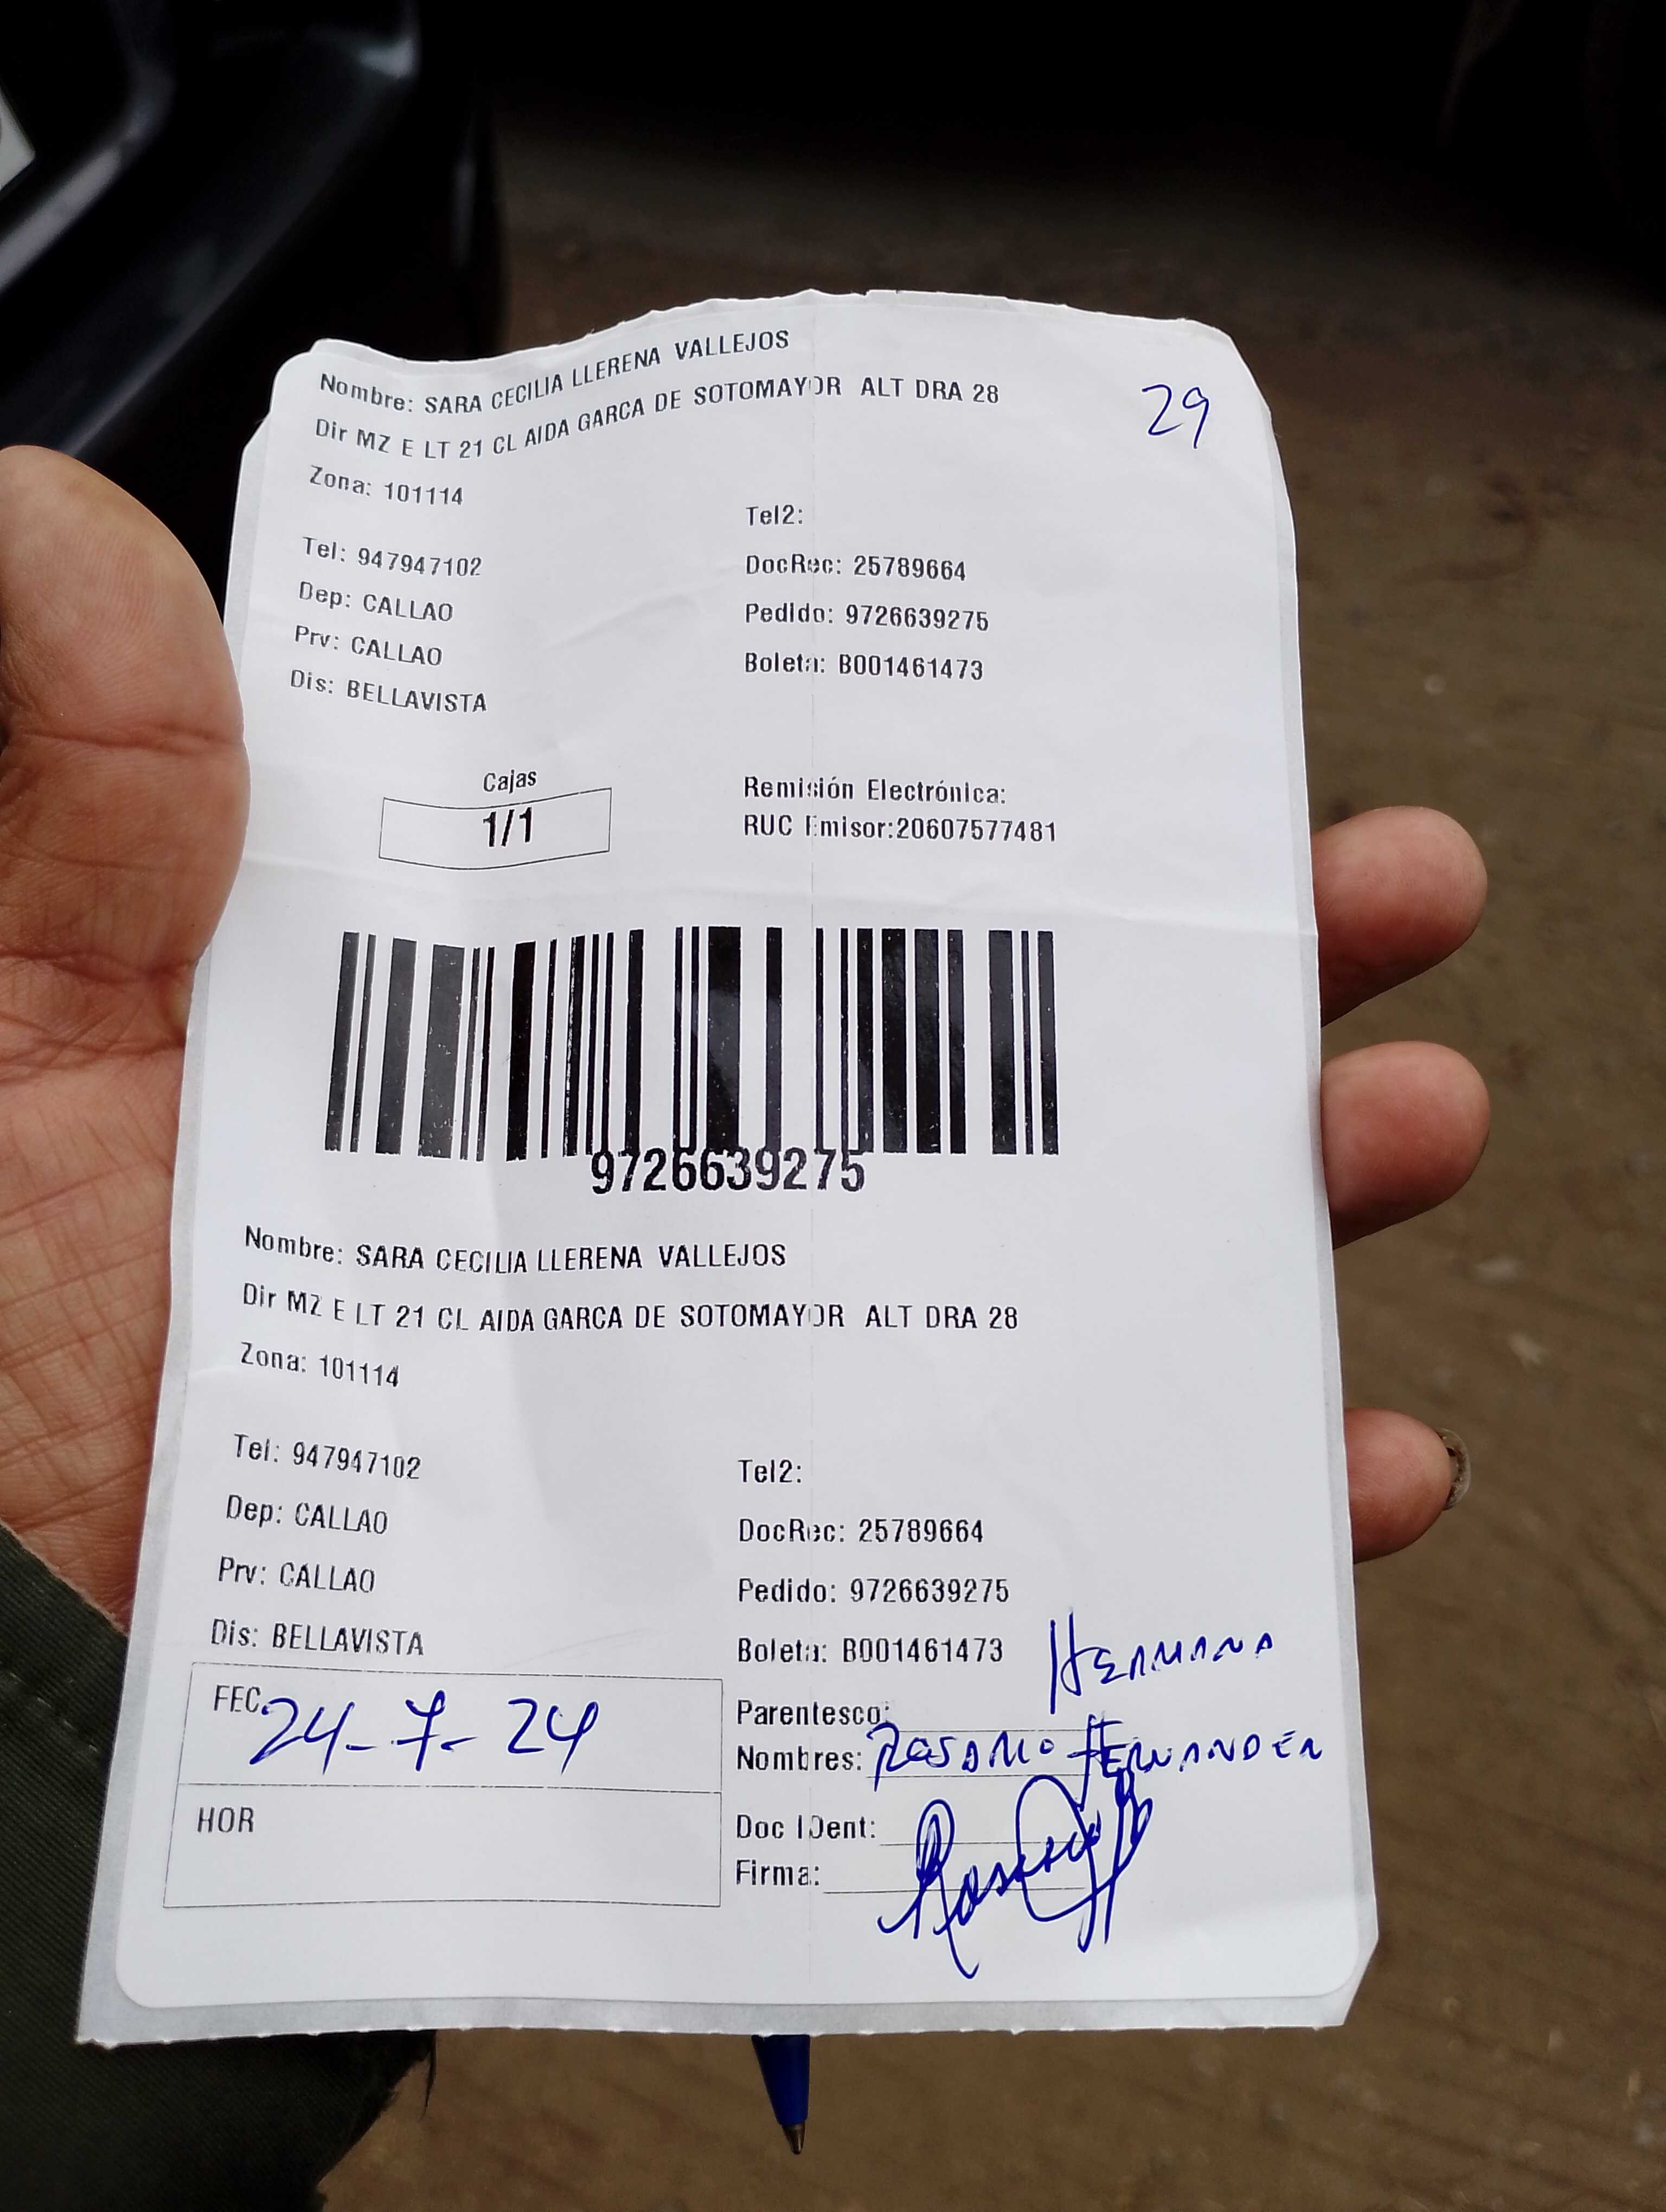 Nombre: SARA CECILIA LLERENA VALLEJOS
29
Dir MZ E LT 21 CL AIDA GARCA DE SOTOMAYOR ALT DRA 28
Zona: 101114
Tel2:
Tel: 947947102
DocRec: 25789664
Dep: CALLAO
Pedido: 9726639275
Prv: CALLAO
Boleta: B001461473
Dis: BELLAVISTA
Cajas
1/1
Remisión Electrónica:
RUC Emisor:20607577481
9726639275
Nombre: SARA CECILIA LLERENA VALLEJOS
Dir MZ E LT 21 CL AIDA GARCA DE SOTOMAYOR ALT DRA 28
Zona: 101114
Tel: 947947102
Tel2:
Dep: CALLAO
DocRec: 25789664
Prv: CALLAO
Pedido: 9726639275
Dis: BELLAVISTA
Boleta: B001461473
HERMANA
FEC. 24-7-24
Parentesco:
Nombres: ROSARIO FERNANDEZ
HOR
Doc IDent:
Firma: